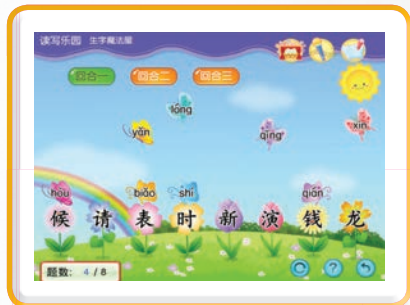 读写乐园 生字魔法屋
回合一 回合二 回合三
lóng
yǎn qǐng xīn
hòu biǎo shí qián
候 请 表 时 新 演 钱 龙
题数： 4 / 8
?